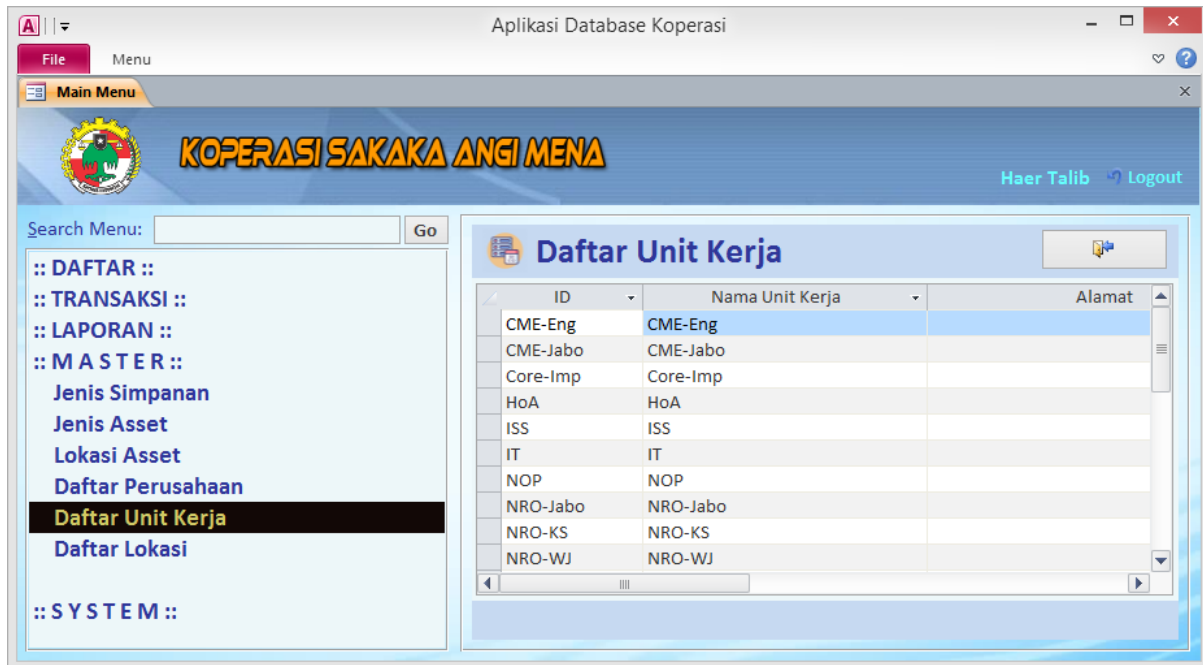 A
Aplikasi Database Koperasi
File Menu
Main Menu
KOPERASI SAKAKA ANGI MENA
Haer Talib Logout
Search Menu: Go
:: DAFTAR ::
:: TRANSAKSI ::
:: LAPORAN ::
:: M A S T E R ::
Jenis Simpanan
Jenis Asset
Lokasi Asset
Daftar Perusahaan
Daftar Unit Kerja
Daftar Lokasi
:: S Y S T E M ::
Daftar Unit Kerja
ID Nama Unit Kerja Alamat
CME-Eng CME-Eng
CME-Jabo CME-Jabo
Core-Imp Core-Imp
HoA HoA
ISS ISS
IT IT
NOP NOP
NRO-Jabo NRO-Jabo
NRO-KS NRO-KS
NRO-WJ NRO-WJ